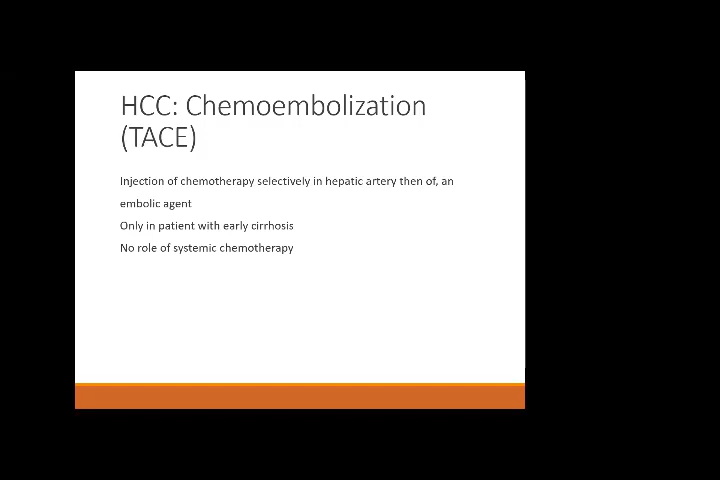 HCC: Chemoembolization
(TACE)
Injection of chemotherapy selectively in hepatic artery then of, an
embolic agent
Only in patient with early cirrhosis
No role of systemic chemotherapy